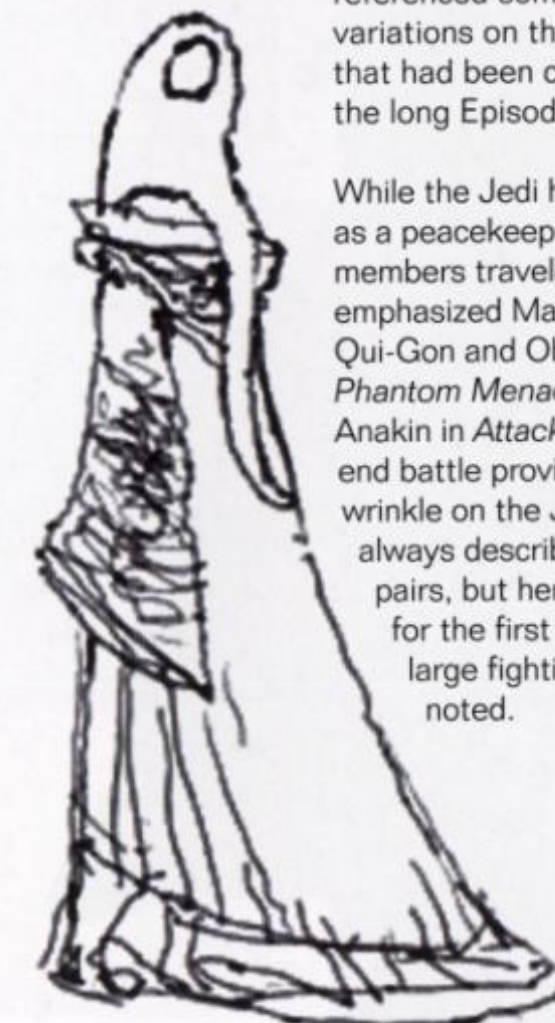 variations on th
that had been c
the long Episod
While the Jedi h
as a peacekeep
members travel
emphasized Ma
Qui-Gon and Ob
Phantom Menac
Anakin in Attack
end battle provi
wrinkle on the J
always describ
pairs, but her
for the first
large fighti
noted.